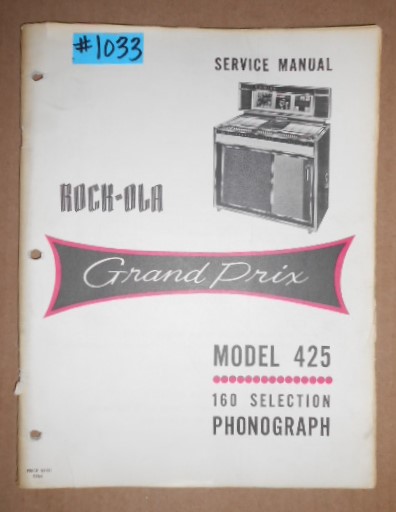 #1033
SERVICE MANUAL
ROCK-OLA
Grand Prix
MODEL 425
160 SELECTION
PHONOGRAPH